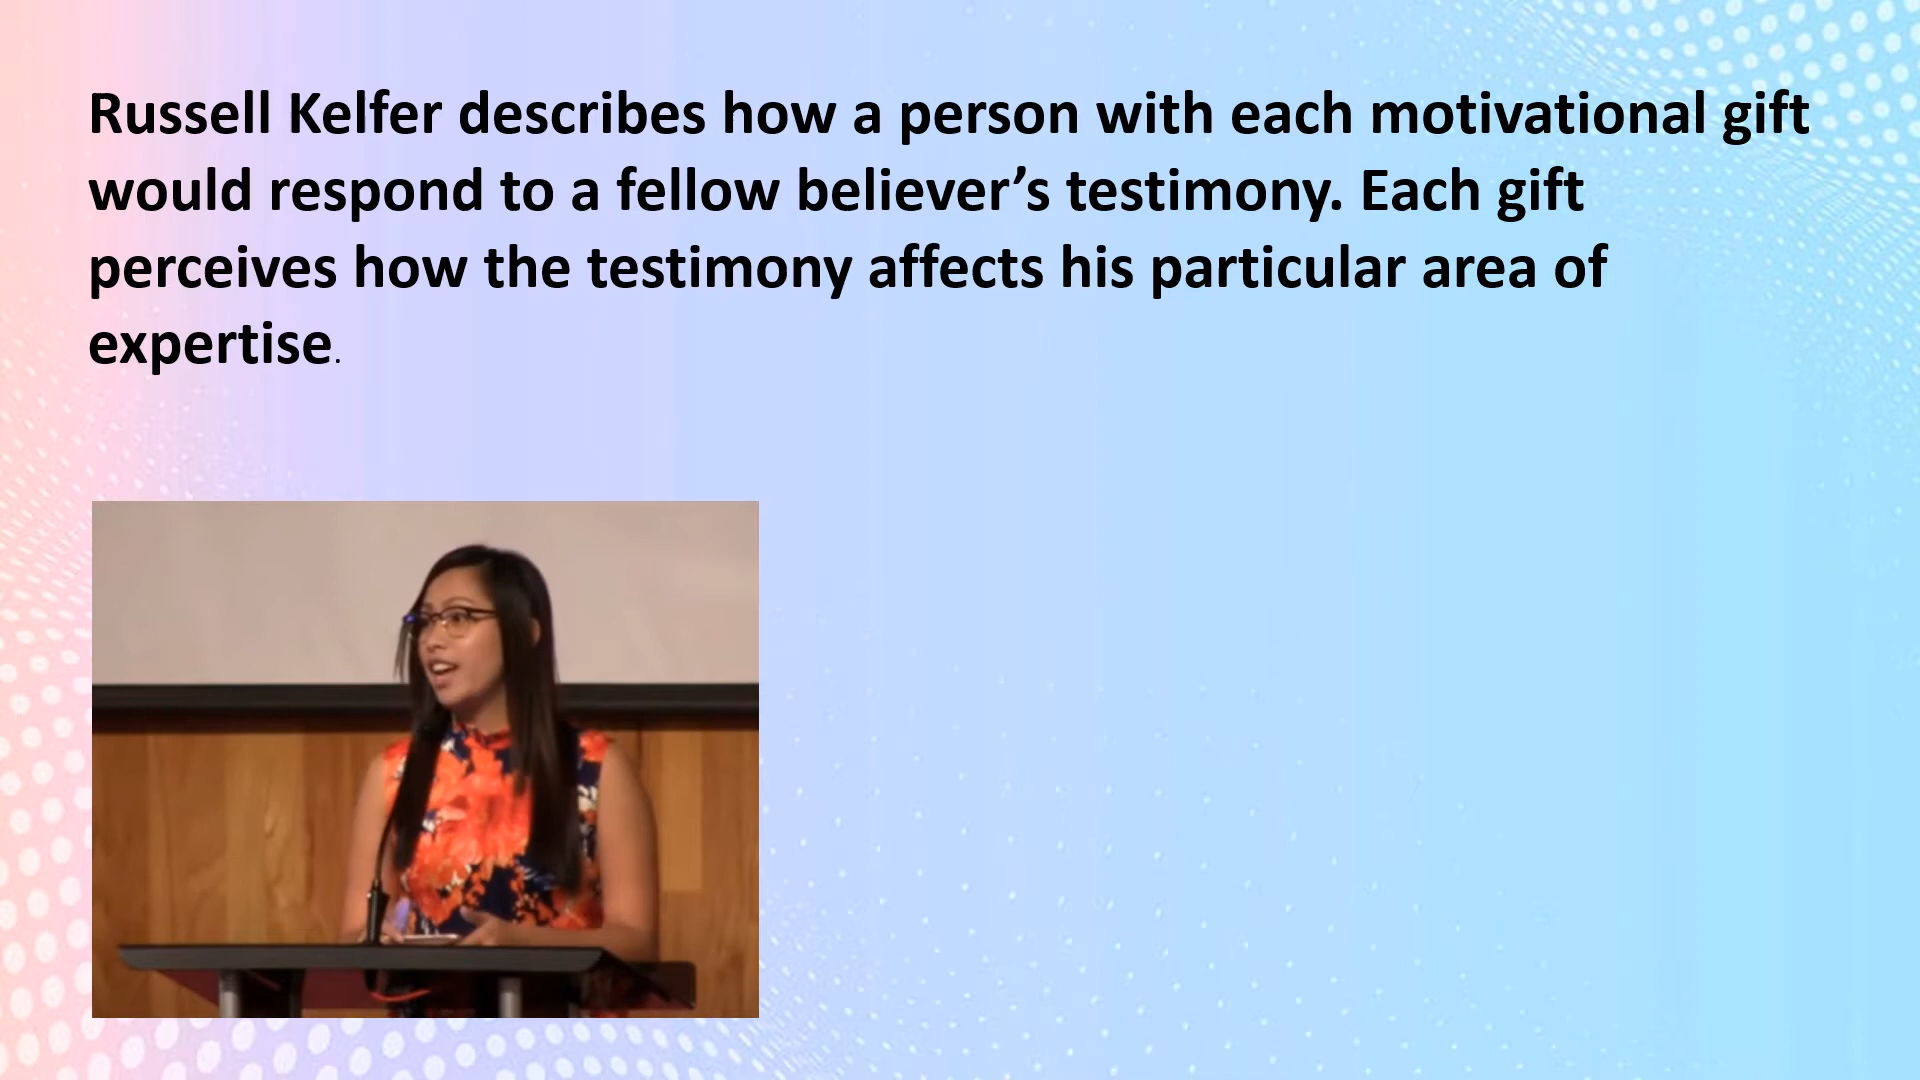 Russell Kelfer describes how a person with each motivational gift
would respond to a fellow believer’s testimony. Each gift
perceives how the testimony affects his particular area of
expertise.